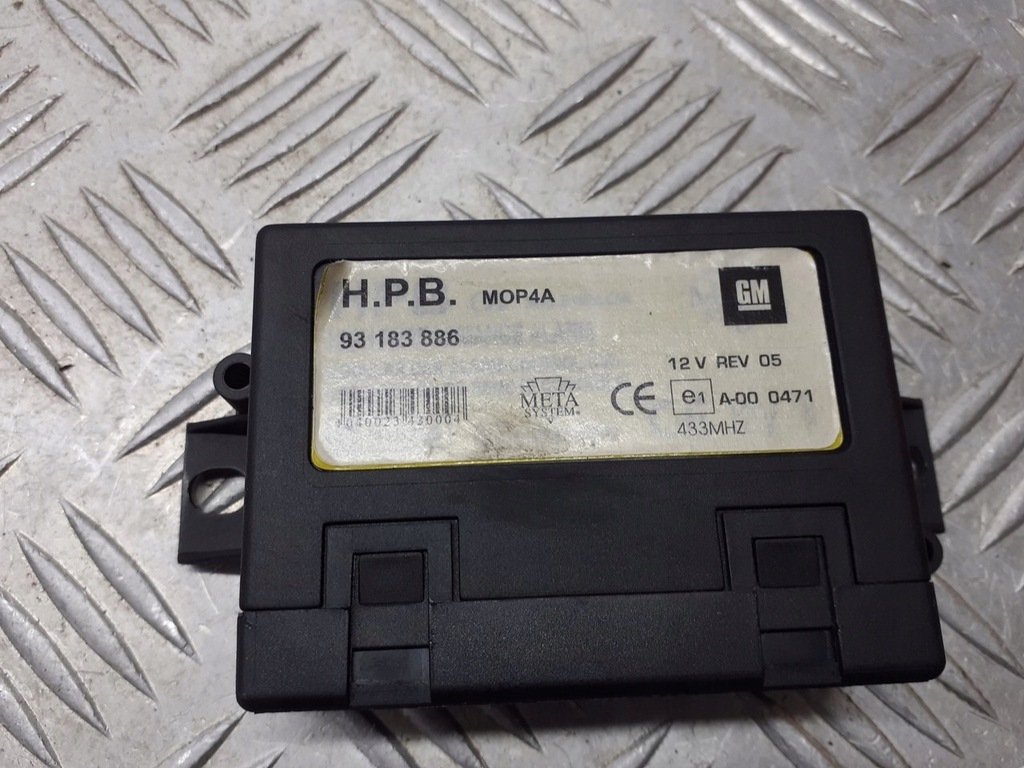 H.P.B. MOP4A
GM
93 183 886
12 V REV 05
META
SYSTEM
CE e1 A-00 0471
433MHZ